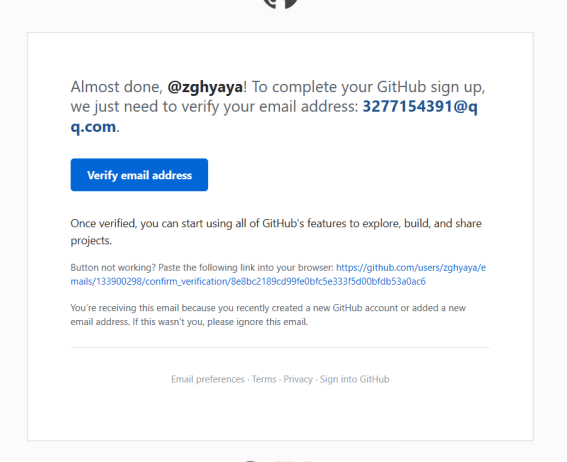 Almost done, @zghyaya! To complete your GitHub sign up,
we just need to verify your email address: 3277154391@q
q.com.
Verify email address
Once verified, you can start using all of GitHub's features to explore, build, and share
projects.
Button not working? Paste the following link into your browser: https://github.com/users/zghyaya/e
mails/133900298/confirm_verification/8e8bc2189cd99fe0bfc5e333f5d00bfdb53a0ac6
You're receiving this email because you recently created a new GitHub account or added a new
email address. If this wasn't you, please ignore this email.
Email preferences · Terms · Privacy · Sign into GitHub